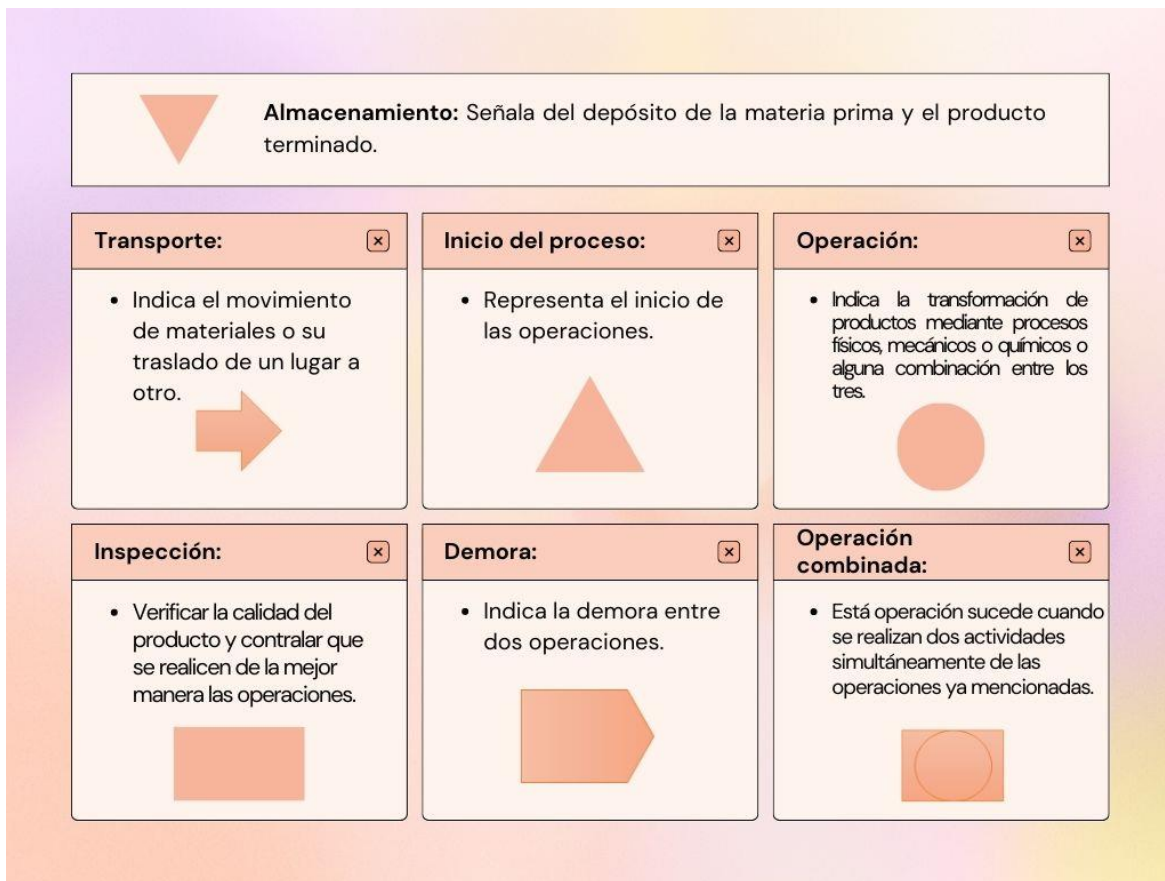 Almacenamiento: Señala del depósito de la materia prima y el producto
terminado.
Transporte:
• Indica el movimiento
de materiales o su
traslado de un lugar a
otro.
Inicio del proceso:
• Representa el inicio de
las operaciones.
Operación:
• Indica la transformación de
productos mediante procesos
físicos, mecánicos o químicos o
alguna combinación entre los
tres.
Inspección:
• Verificar la calidad del
producto y contralar que
se realicen de la mejor
manera las operaciones.
Demora:
• Indica la demora entre
dos operaciones.
Operación
combinada:
• Está operación sucede cuando
se realizan dos actividades
simultáneamente de las
operaciones ya mencionadas.